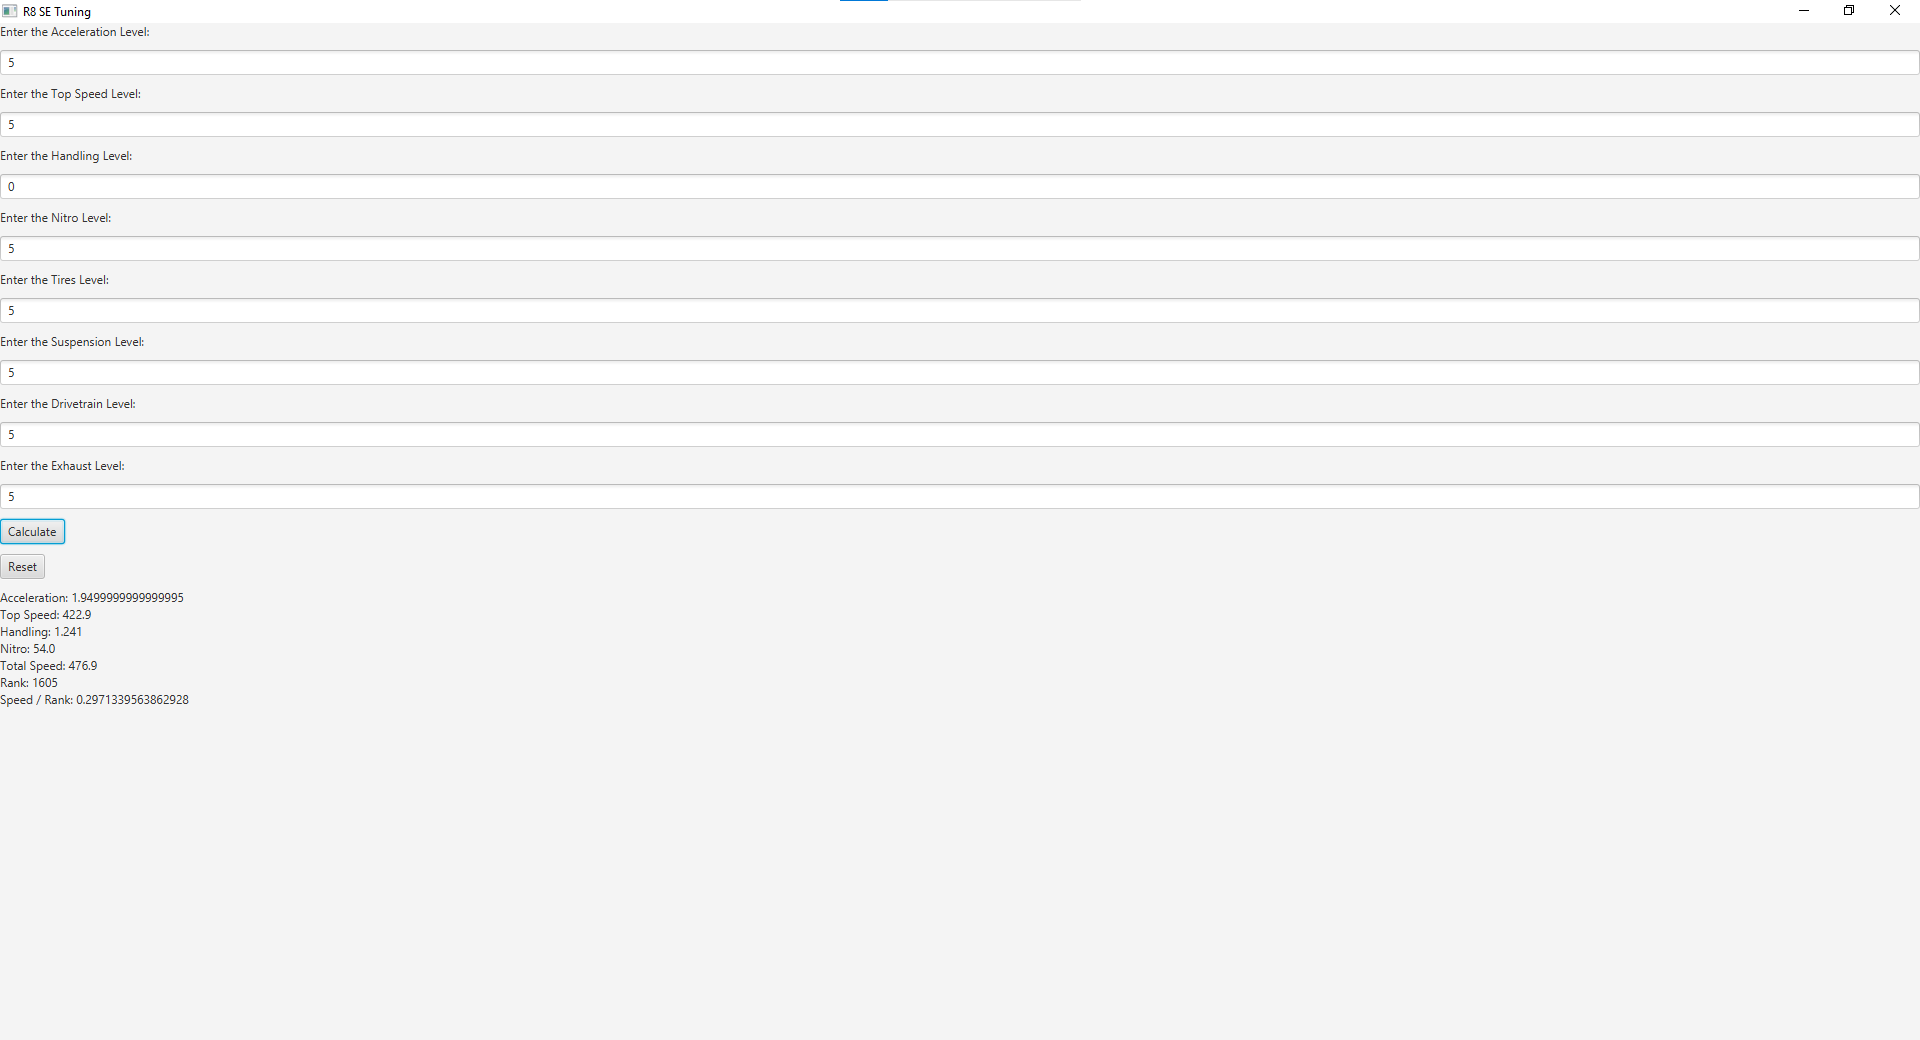 R8 SE Tuning
Enter the Acceleration Level:
5
Enter the Top Speed Level:
5
Enter the Handling Level:
0
Enter the Nitro Level:
5
Enter the Tires Level:
5
Enter the Suspension Level:
5
Enter the Drivetrain Level:
5
Enter the Exhaust Level:
5
Calculate
Reset
Acceleration: 1.9499999999999995
Top Speed: 422.9
Handling: 1.241
Nitro: 54.0
Total Speed: 476.9
Rank: 1605
Speed / Rank: 0.2971339563862928